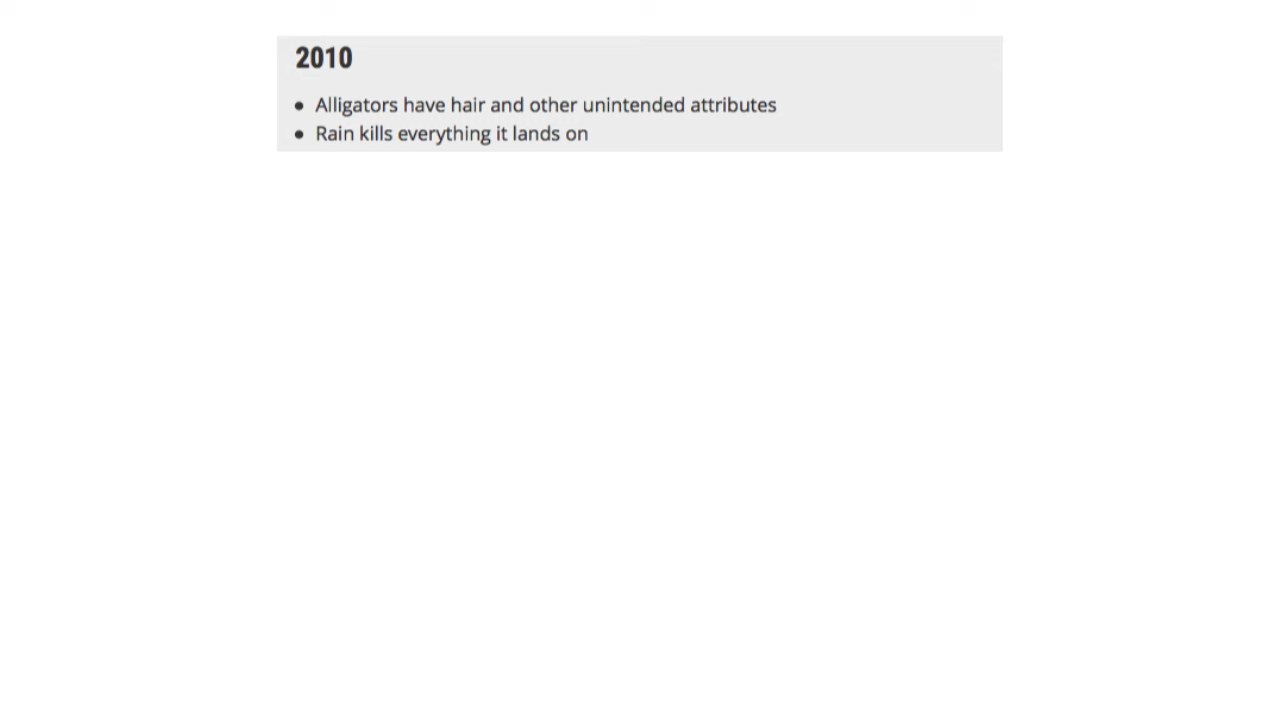 2010
• Alligators have hair and other unintended attributes
• Rain kills everything it lands on